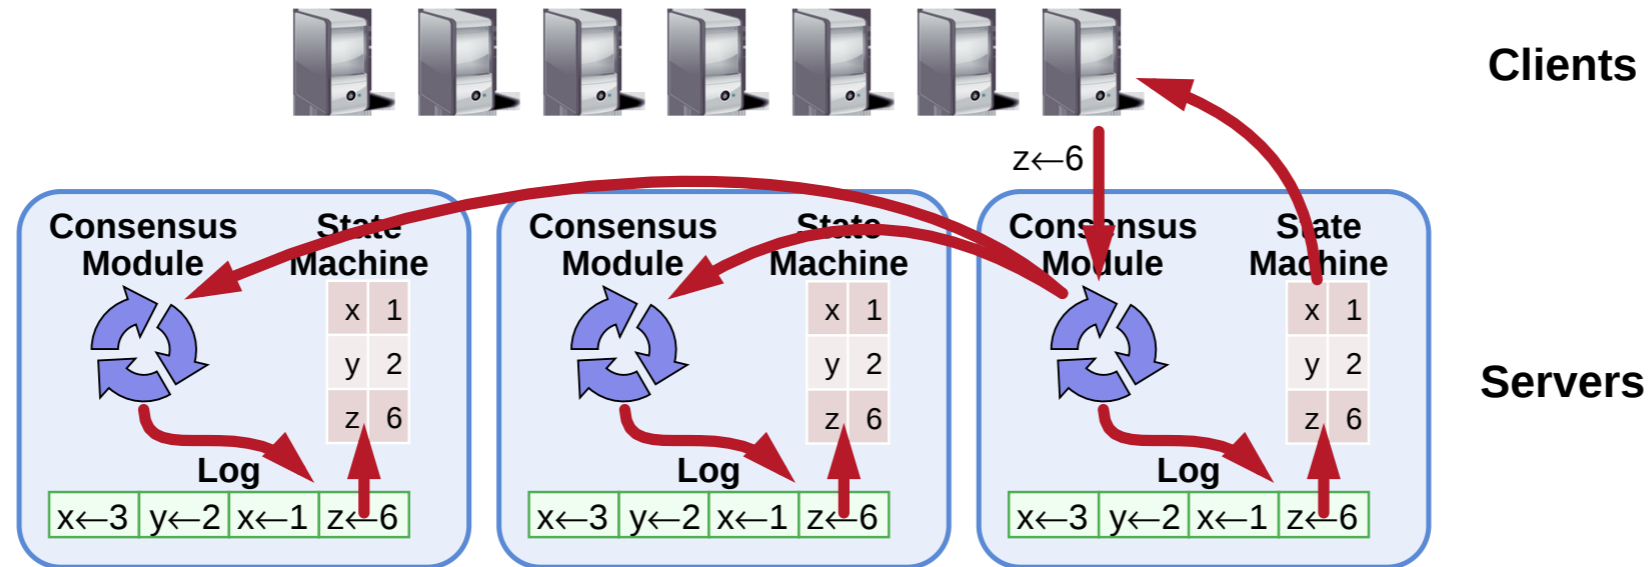 Clients
z←6
Consensus Module
State Machine
x 1
y 2
z 6
Log
x←3 y←2 x←1 z←6
Consensus Module
State Machine
x 1
y 2
z 6
Log
x←3 y←2 x←1 z←6
Consensus Module
State Machine
x 1
y 2
z 6
Log
x←3 y←2 x←1 z←6
Servers